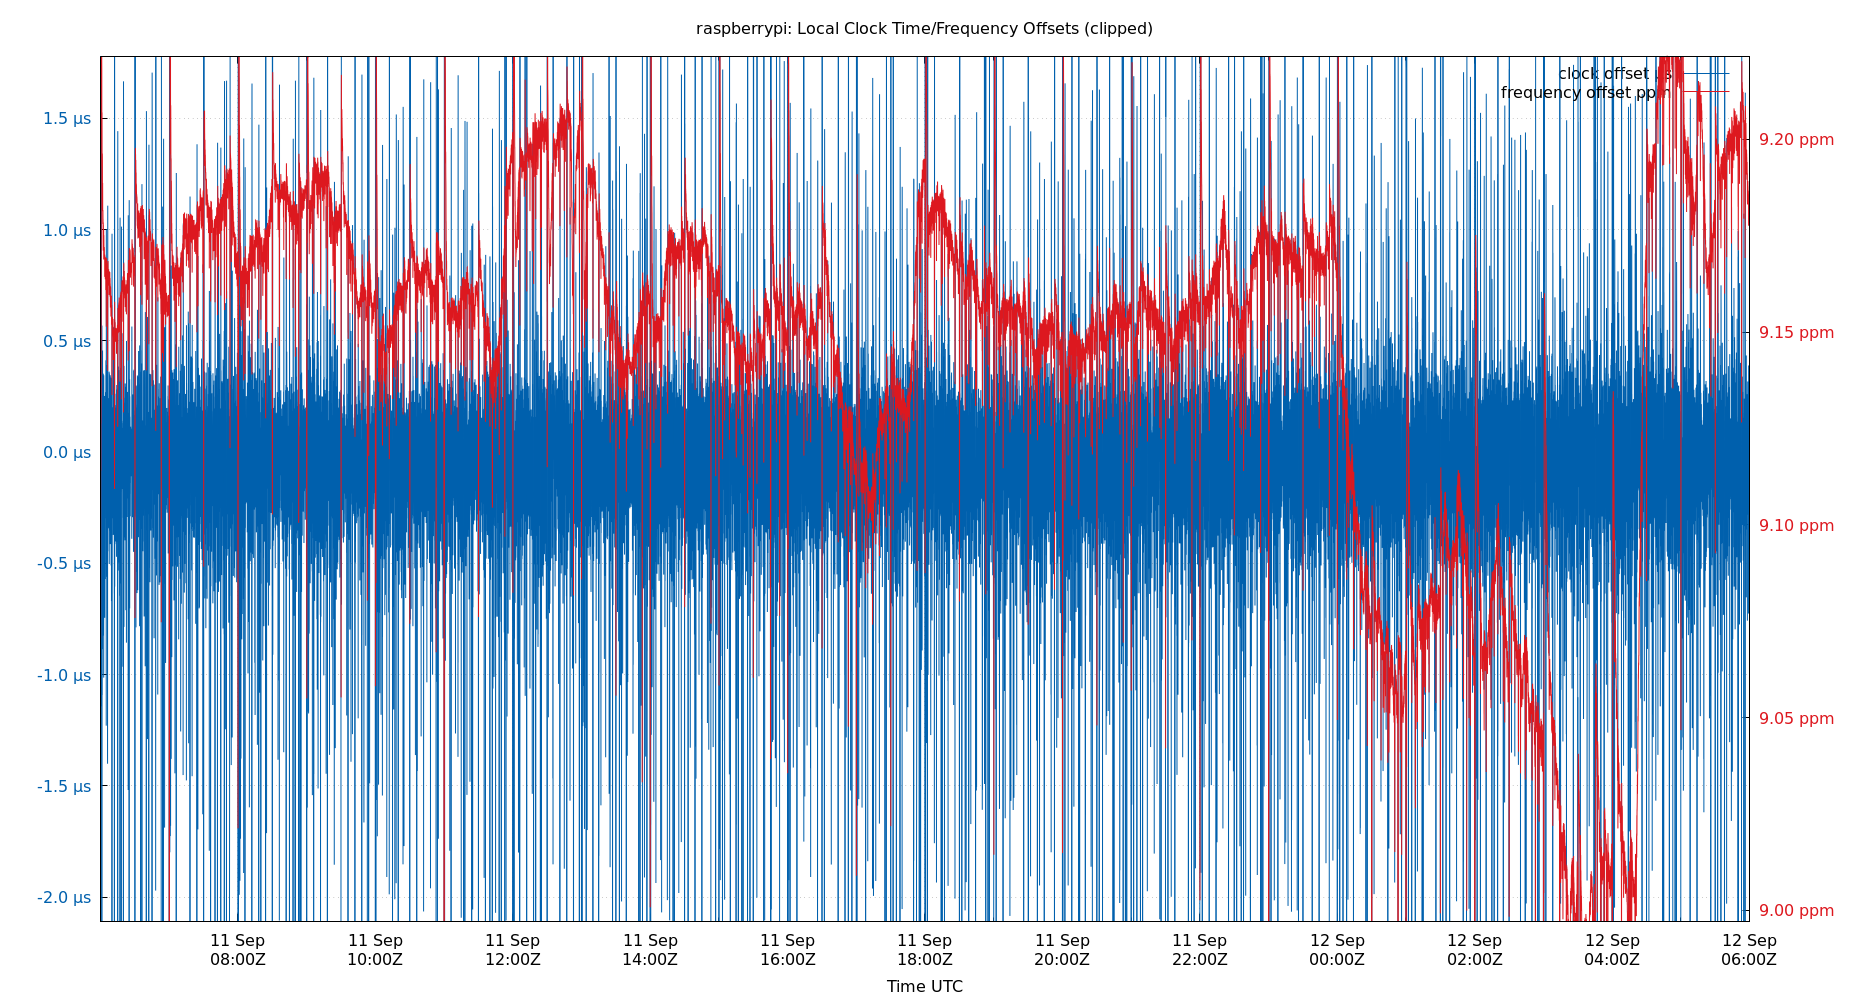 raspberrypi: Local Clock Time/Frequency Offsets (clipped)
clock offset µs
frequency offset ppm
1.5 µs
1.0 µs
0.5 µs
0.0 µs
-0.5 µs
-1.0 µs
-1.5 µs
-2.0 µs
9.20 ppm
9.15 ppm
9.10 ppm
9.05 ppm
9.00 ppm
11 Sep 11 Sep 11 Sep 11 Sep 11 Sep 11 Sep 11 Sep 11 Sep 12 Sep 12 Sep 12 Sep 12 Sep
08:00Z 10:00Z 12:00Z 14:00Z 16:00Z 18:00Z 20:00Z 22:00Z 00:00Z 02:00Z 04:00Z 06:00Z
Time UTC